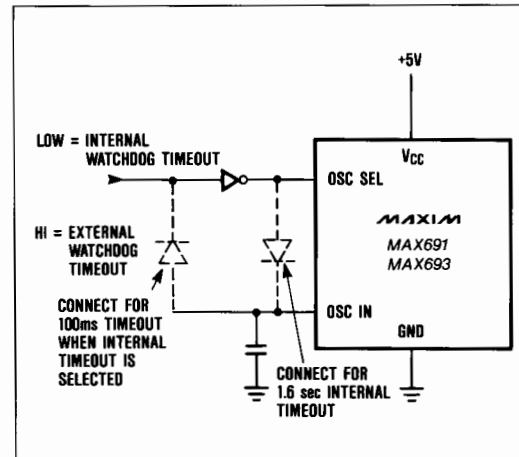 +5V
LOW = INTERNAL
WATCHDOG TIMEOUT
VCC
OSC SEL
MAXIM
MAX691
MAX693
HI = EXTERNAL
WATCHDOG
TIMEOUT
CONNECT FOR
100ms TIMEOUT
WHEN INTERNAL
TIMEOUT IS
SELECTED
OSC IN
GND
CONNECT FOR
1.6 sec INTERNAL
TIMEOUT